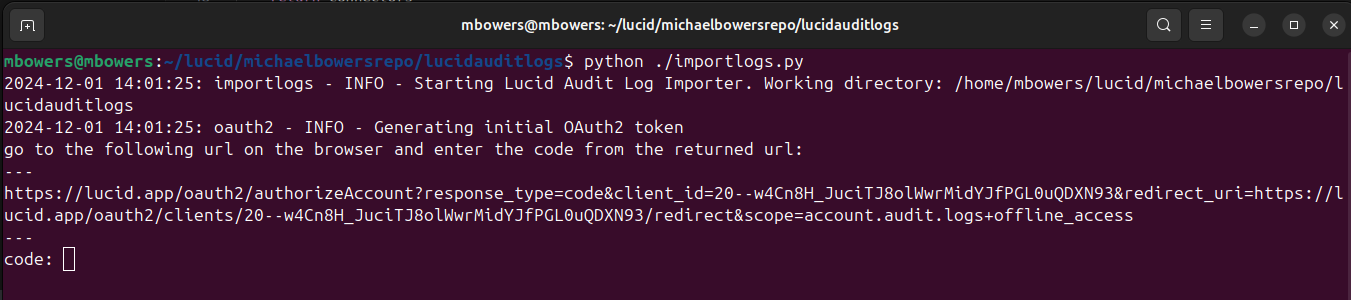 mbowers@mbowers: ~/lucid/michaelbowersrepo/lucidauditlogs
mbowers@mbowers:~/lucid/michaelbowersrepo/lucidauditlogs$ python ./importlogs.py
2024-12-01 14:01:25: importlogs - INFO - Starting Lucid Audit Log Importer. Working directory: /home/mbowers/lucid/michaelbowersrepo/l
ucidauditlogs
2024-12-01 14:01:25: oauth2 - INFO - Generating initial OAuth2 token
go to the following url on the browser and enter the code from the returned url:
---
https://lucid.app/oauth2/authorizeAccount?response_type=code&client_id=20--w4Cn8H_JuciTJ8olWwrMidYJfPGL0uQDXN93&redirect_uri=https://l
ucid.app/oauth2/clients/20--w4Cn8H_JuciTJ8olWwrMidYJfPGL0uQDXN93/redirect&scope=account.audit.logs+offline_access
---
code: